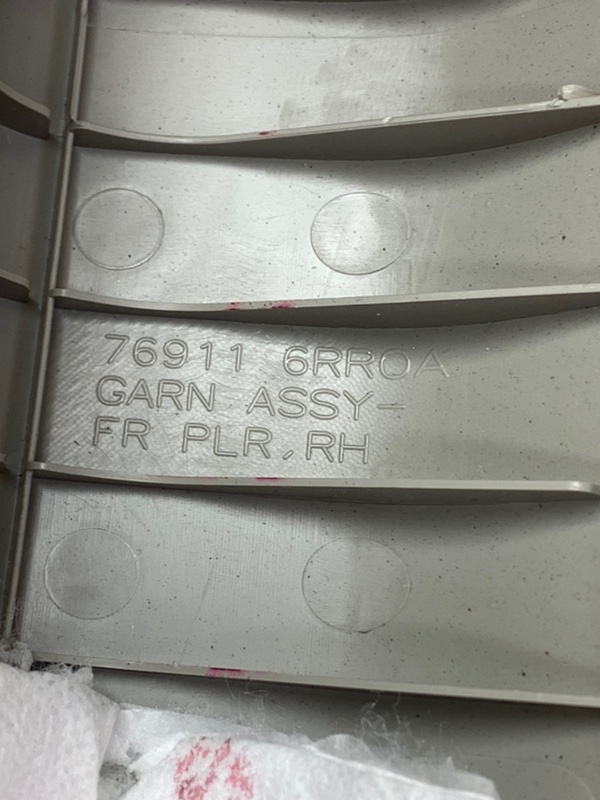 76911 6RR0A
GARN ASSY-
FR PLR, RH